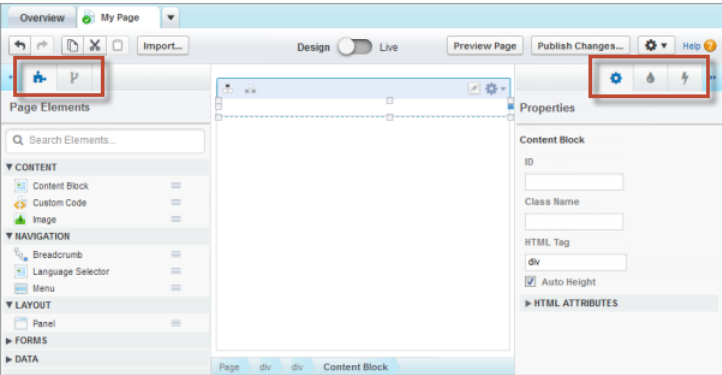 Overview My Page
Import... Design Live Preview Page Publish Changes... Help
Page Elements
Search Elements...
CONTENT
Content Block
Custom Code
Image
NAVIGATION
Breadcrumb
Language Selector
Menu
LAYOUT
Panel
FORMS
DATA
Page div div Content Block
Properties
Content Block
ID
Class Name
HTML Tag
div
Auto Height
HTML ATTRIBUTES